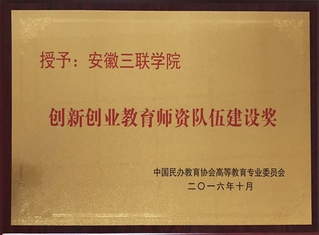 授予：安徽三联学院
创新创业教育师资队伍建设奖
中国民办教育协会高等教育专业委员会
二〇一六年十月